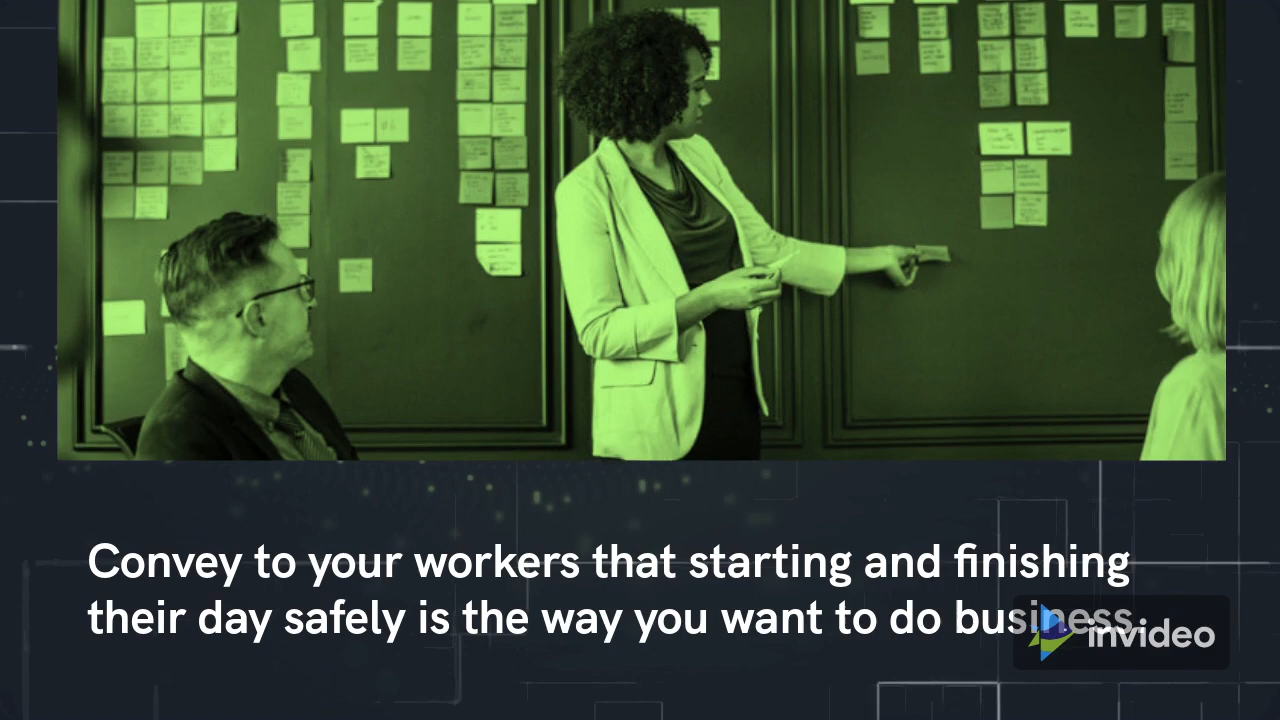 Convey to your workers that starting and finishing
their day safely is the way you want to do business.
invideo